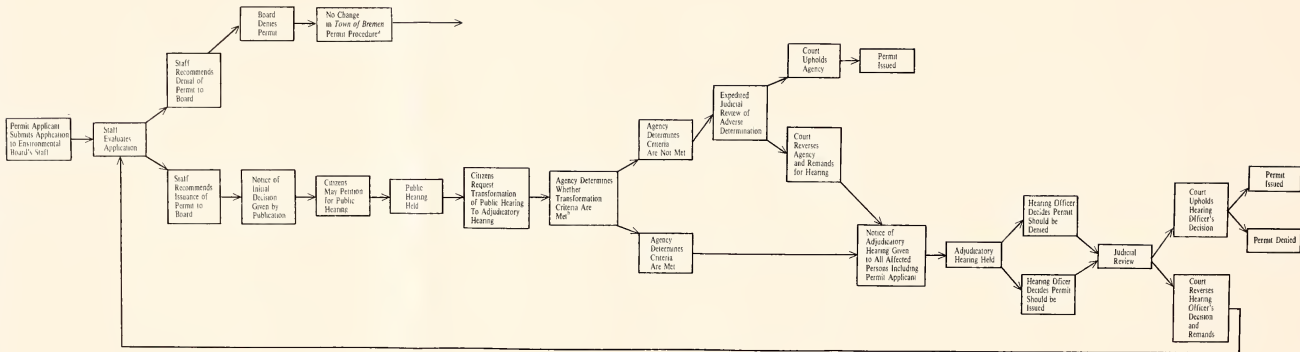 Board
Denies
Permit
No Change
in Town of Bremen
Permit Procedureᵃ
Staff
Recommends
Denial of
Permit to
Board
Permit Applicant
Submits Application
to Environmental
Board's Staff
Staff
Evaluates
Application
Staff
Recommends
Issuance of
Permit to
Board
Notice of
Initial
Decision
Given by
Publication
Citizens
May Petition
for Public
Hearing
Public
Hearing
Held
Citizens
Request
Transformation
of Public Hearing
To Adjudicatory
Hearing
Agency Determines
Whether
Transformation
Criteria Are
Metᵇ
Agency
Determines
Criteria
Are Not Met
Agency
Determines
Criteria
Are Met
Expedited
Judicial
Review of
Adverse
Determination
Court
Upholds
Agency
Permit
Issued
Court
Reverses
Agency
and Remands
for Hearing
Notice of
Adjudicatory
Hearing Given
to All Affected
Persons Including
Permit Applicant
Adjudicatory
Hearing Held
Hearing Officer
Decides Permit
Should be
Denied
Hearing Officer
Decides Permit
Should be
Issued
Judicial
Review
Court
Upholds
Hearing
Officer's
Decision
Permit
Issued
Permit Denied
Court
Reverses
Hearing
Officer's
Decision
and
Remands